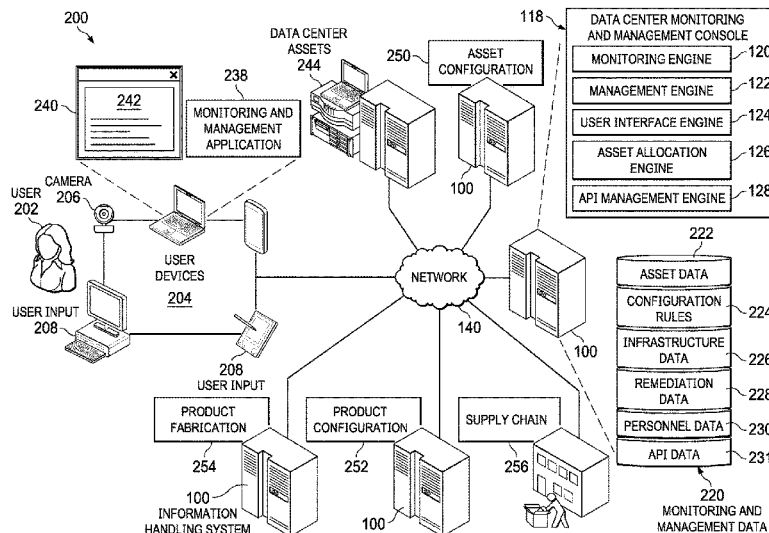 200
DATA CENTER
ASSETS
244
250
ASSET
CONFIGURATION
118
DATA CENTER MONITORING
AND MANAGEMENT CONSOLE
MONITORING ENGINE
120
MANAGEMENT ENGINE
122
USER INTERFACE ENGINE
124
ASSET ALLOCATION
ENGINE
126
API MANAGEMENT ENGINE
128
240
242
238
MONITORING AND
MANAGEMENT
APPLICATION
100
USER
202
CAMERA
206
USER
DEVICES
204
NETWORK
140
100
USER INPUT
208
208
USER INPUT
222
ASSET DATA
CONFIGURATION
RULES
224
INFRASTRUCTURE
DATA
226
REMEDIATION
DATA
228
PERSONNEL DATA
230
API DATA
231
220
MONITORING AND
MANAGEMENT DATA
PRODUCT
FABRICATION
254
100
INFORMATION
HANDLING SYSTEM
PRODUCT
CONFIGURATION
252
100
SUPPLY CHAIN
256